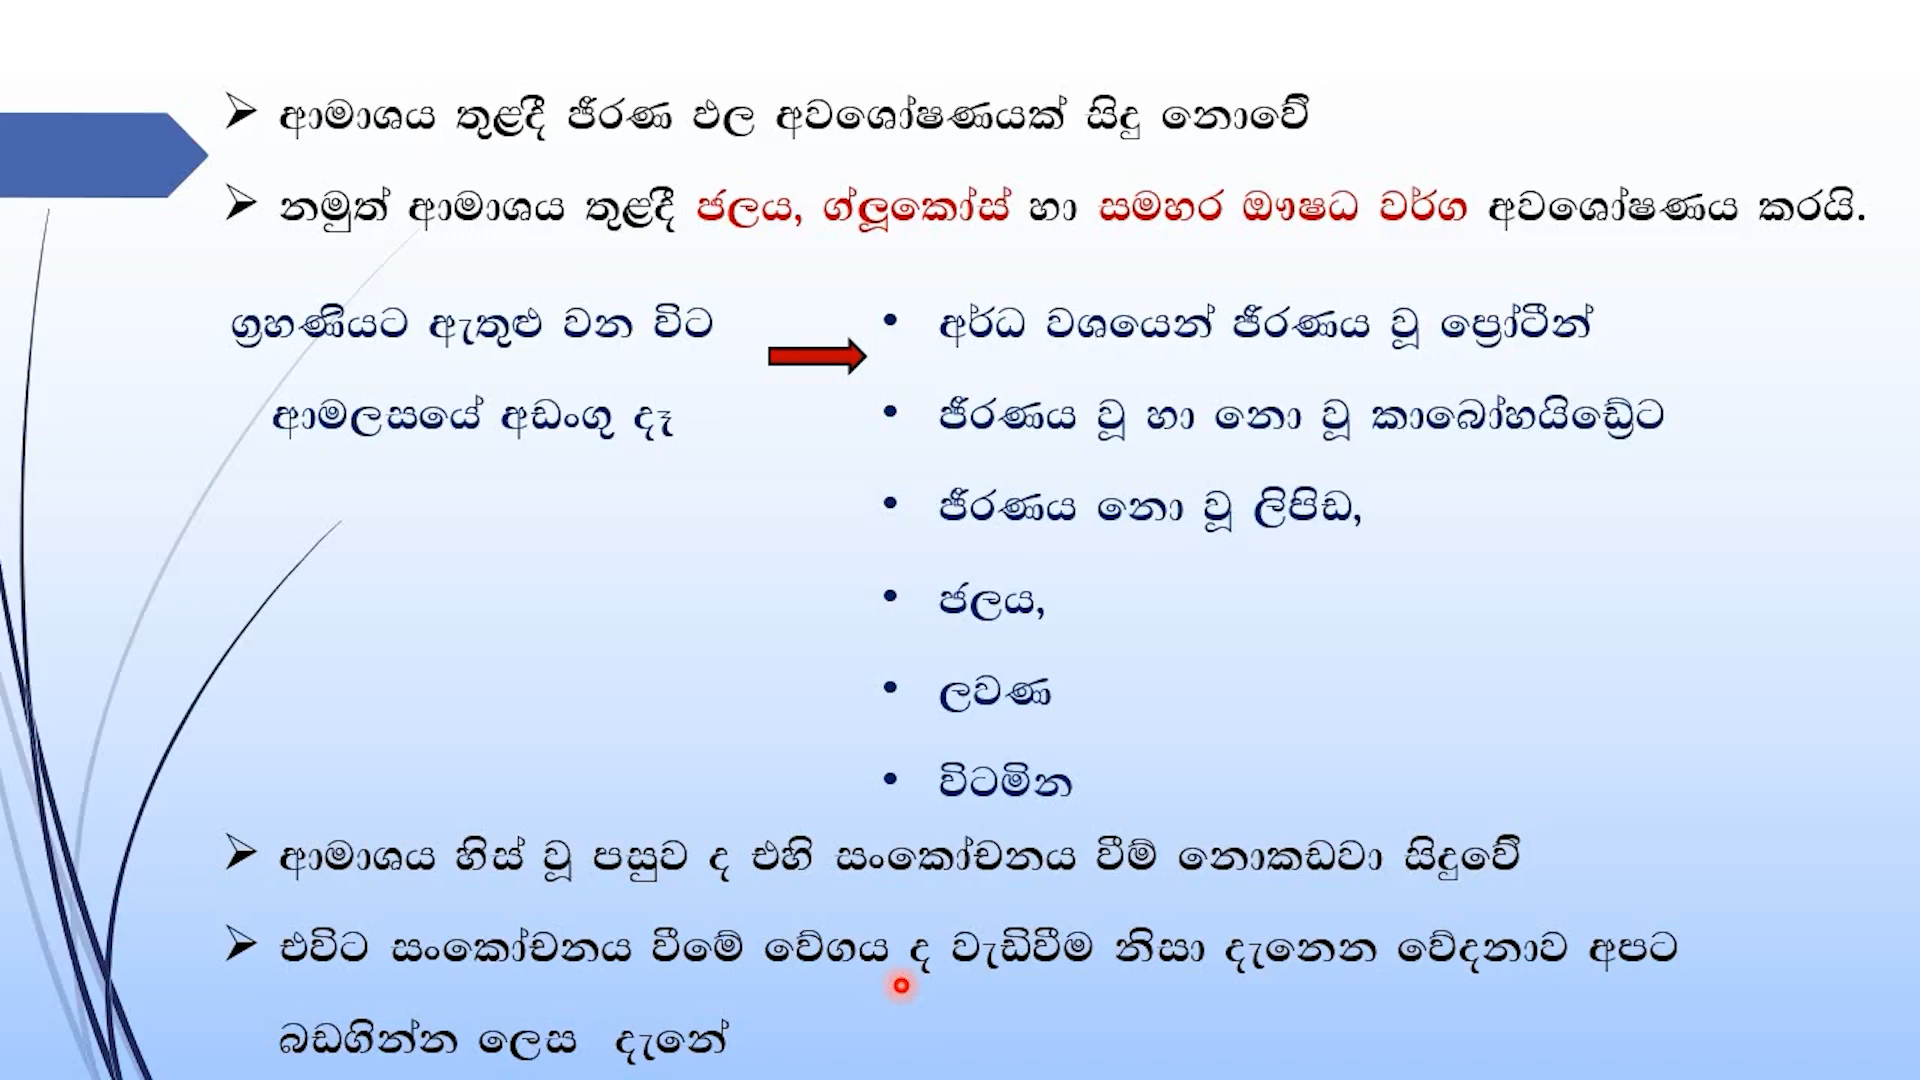 ආමාශය තුළදී ජීරණ ඵල අවශෝෂණයක් සිදු නොවේ
නමුත් ආමාශය තුළදී ජලය, ග්ලූකෝස් හා සමහර ඖෂධ වර්ග අවශෝෂණය කරයි.
ග්‍රහණියට ඇතුළු වන විට
ආමලසයේ අඩංගු දෑ
• අර්ධ වශයෙන් ජීරණය වූ ප්‍රෝටීන්
• ජීරණය වූ හා නො වූ කාබෝහයිඩ්‍රේට
• ජීරණය නො වූ ලිපිඩ,
• ජලය,
• ලවණ
• විටමින
ආමාශය හිස් වූ පසුව ද එහි සංකෝචනය වීම් නොකඩවා සිදුවේ
එවිට සංකෝචනය වීමේ වේගය ද වැඩිවීම නිසා දැනෙන වේදනාව අපට
බඩගින්න ලෙස දැනේ